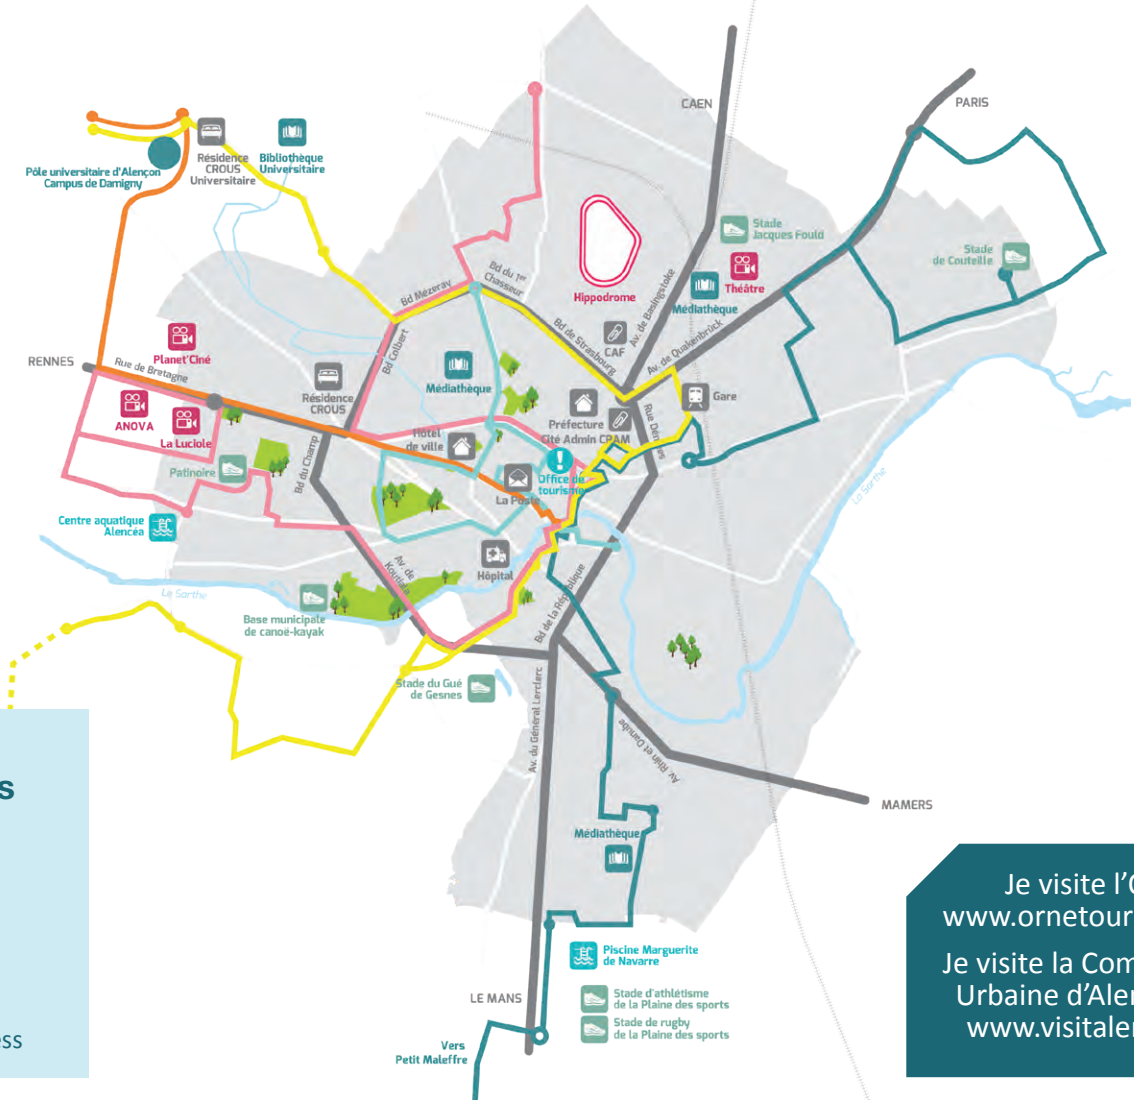 CAEN
PARIS
Pôle universitaire d'Alençon
Campus de Damigny
Résidence
CROUS
Universitaire
Bibliothèque
Universitaire
Stade
Jacques Fould
Stade
de Couteille
Théâtre
Médiathèque
Hippodrome
Bd du 1er
Chasseur
Bd Mézeray
Av. de Basingstoke
Av. de Quakenbrück
Bd de Strasbourg
CAF
Bd Colbert
Planet'Ciné
RENNES
Rue de Bretagne
Résidence
CROUS
Médiathèque
Gare
ANOVA
La Luciole
Préfecture
Cité Admin CPAM
Hôtel
de ville
Bd du Champ
Patinoire
Office de
tourisme
La Poste
Centre aquatique
Alencéa
La Sarthe
Hôpital
Av. de
Koutiala
La Sarthe
Base municipale
de canoë-kayak
Bd de la République
Stade du Gué
de Gesnes
Av. du Général Leclerc
Av. Rhin et Danube
MAMERS
s
Médiathèque
Je visite l'
www.ornetour
Piscine Marguerite
de Navarre
Je visite la Com
Urbaine d'Ale
www.visitale
LE MANS
Stade d'athlétisme
de la Plaine des sports
Stade de rugby
de la Plaine des sports
ess
Vers
Petit Maleffre